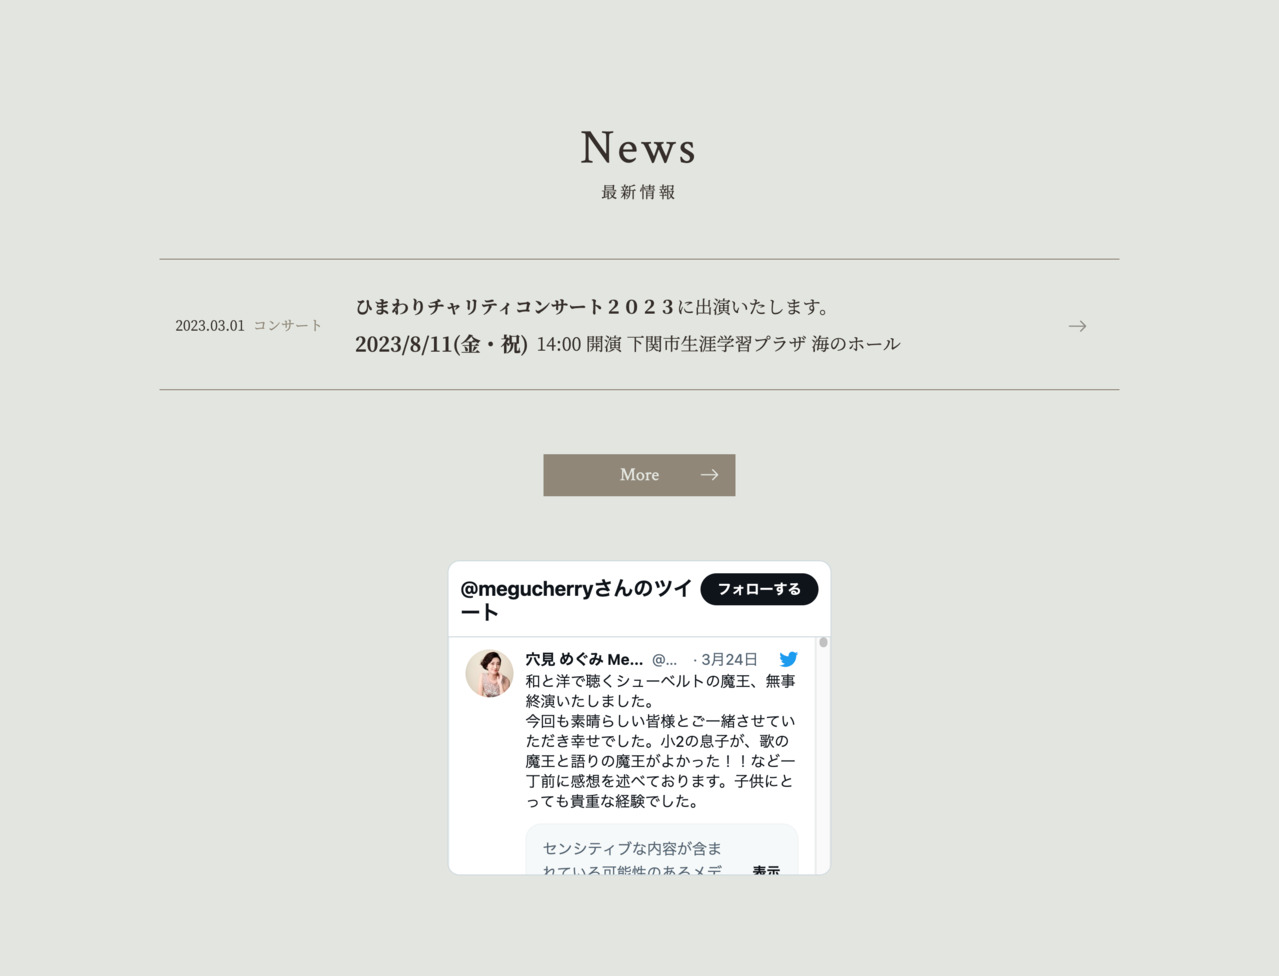 News
最新情報
2023.03.01 コンサート
ひまわりチャリティコンサート２０２３に出演いたします。
2023/8/11(金・祝) 14:00 開演 下関市生涯学習プラザ 海のホール
More
@megucherryさんのツイ
ート
フォローする
穴見 めぐみ Me... @... · 3月24日
和と洋で聴くシューベルトの魔王、無事
終演いたしました。
今回も素晴らしい皆様とご一緒させてい
ただき幸せでした。小2の息子が、歌の
魔王と語りの魔王がよかった！！など一
丁前に感想を述べております。子供にと
っても貴重な経験でした。
センシティブな内容が含ま
れている可能性のあるメデ
表示